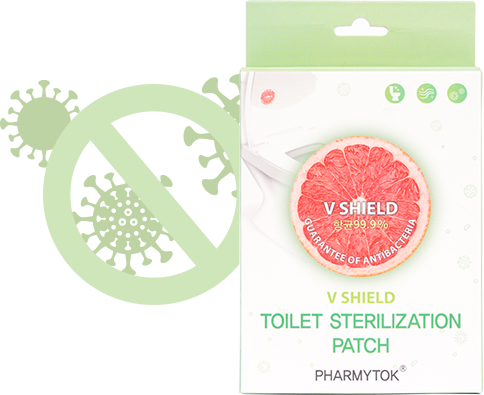 V SHIELD
항균99.9%
GUARANTEE OF ANTIBACTERIA
V SHIELD
TOILET STERILIZATION
PATCH
PHARMYTOK®